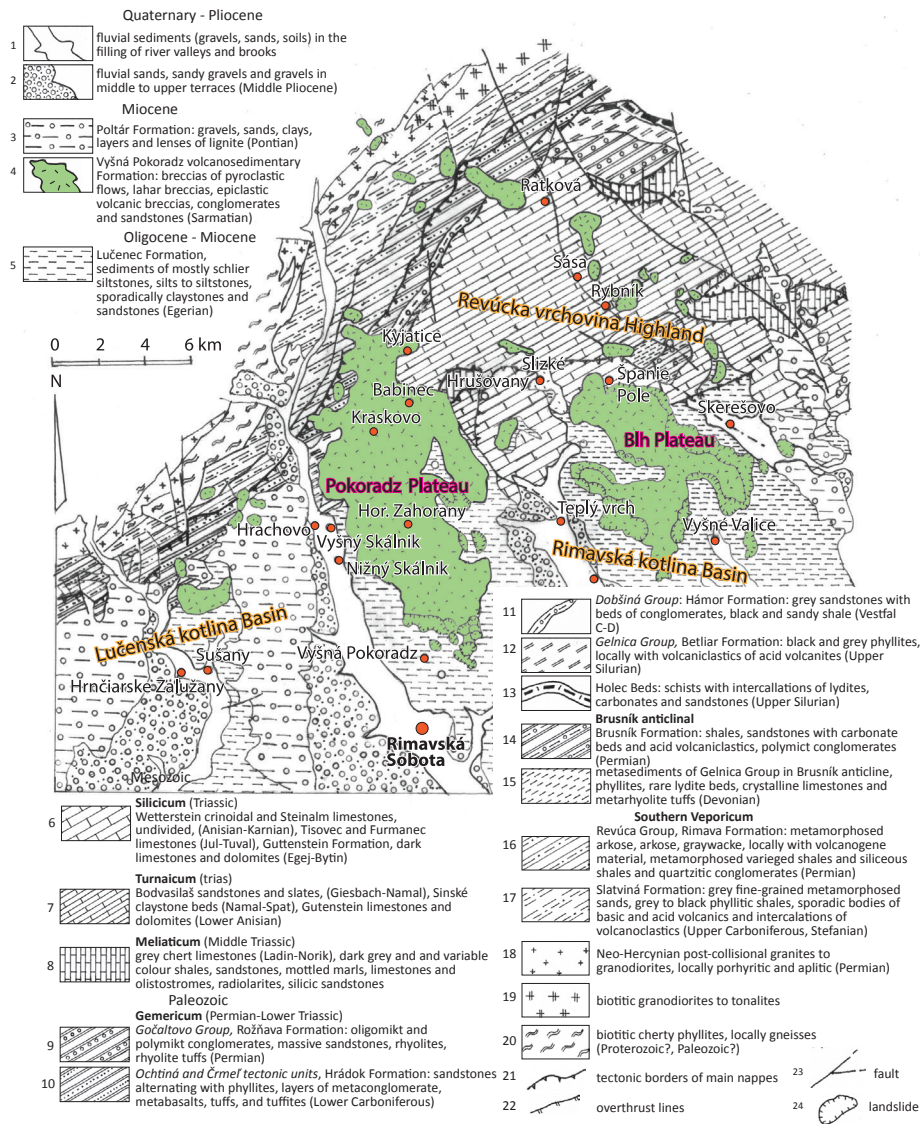 Quaternary - Pliocene
1
fluvial sediments (gravels, sands, soils) in the
filling of river valleys and brooks
2
fluvial sands, sandy gravels and gravels in
middle to upper terraces (Middle Pliocene)
Miocene
3
Poltár Formation: gravels, sands, clays,
layers and lenses of lignite (Pontian)
4
Vyšná Pokoradz volcanosedimentary
Formation: breccias of pyroclastic
flows, lahar breccias, epiclastic
volcanic breccias, conglomerates
and sandstones (Sarmatian)
Oligocene - Miocene
5
Lučenec Formation,
sediments of mostly schlier
siltstones, silts to siltstones,
sporadically claystones and
sandstones (Egerian)
0 2 4 6 km
N
Ratková
Sása
Rybník
Revúcka vrchovina Highland
Kyjatice
Slizké
Hrušovany
Španie
Pole
Babinec
Kraskovo
Skerešovo
Blh Plateau
Pokoradz Plateau
Hor. Zahorany
Teplý vrch
Hrachovo
Vyšný Skálnik
Vyšné Valice
Nižný Skálnik
Rimavská kotlina Basin
Lučenská kotlina Basin
Sušany
Vyšná Pokoradz
Hrnčiarske Zalužany
Rimavská
Sobota
Mesozoic
Silicicum (Triassic)
6
Wetterstein crinoidal and Steinalm limestones,
undivided, (Anisian-Karnian), Tisovec and Furmanec
limestones (Jul-Tuval), Guttenstein Formation, dark
limestones and dolomites (Egej-Bytin)
Turnaicum (trias)
7
Bodvasilaš sandstones and slates, (Giesbach-Namal), Sinské
claystone beds (Namal-Spat), Gutenstein limestones and
dolomites (Lower Anisian)
Meliaticum (Middle Triassic)
8
grey chert limestones (Ladin-Norik), dark grey and and variable
colour shales, sandstones, mottled marls, limestones and
olistostromes, radiolarites, silicic sandstones
Paleozoic
Gemericum (Permian-Lower Triassic)
9
Gočaltovo Group, Rožňava Formation: oligomikt and
polymikt conglomerates, massive sandstones, rhyolites,
rhyolite tuffs (Permian)
10
Ochtiná and Črmeľ tectonic units, Hrádok Formation: sandstones
alternating with phyllites, layers of metaconglomerate,
metabasalts, tuffs, and tuffites (Lower Carboniferous)
11
Dobšiná Group: Hámor Formation: grey sandstones with
beds of conglomerates, black and sandy shale (Vestfal
C-D)
12
Gelnica Group, Betliar Formation: black and grey phyllites,
locally with volcaniclastics of acid volcanites (Upper
Silurian)
13
Holec Beds: schists with intercallations of lydites,
carbonates and sandstones (Upper Silurian)
Brusník anticlinal
14
Brusník Formation: shales, sandstones with carbonate
beds and acid volcaniclastics, polymict conglomerates
(Permian)
15
metasediments of Gelnica Group in Brusník anticline,
phyllites, rare lydite beds, crystalline limestones and
metarhyolite tuffs (Devonian)
Southern Veporicum
16
Revúca Group, Rimava Formation: metamorphosed
arkose, arkose, graywacke, locally with volcanogene
material, metamorphosed varieged shales and siliceous
shales and quartzitic conglomerates (Permian)
17
Slatviná Formation: grey fine-grained metamorphosed
sands, grey to black phyllitic shales, sporadic bodies of
basic and acid volcanics and intercalations of
volcanoclastics (Upper Carboniferous, Stefanian)
18
Neo-Hercynian post-collisional granites to
granodiorites, locally porhyritic and aplitic (Permian)
19
biotitic granodiorites to tonalites
20
biotitic cherty phyllites, locally gneisses
(Proterozoic?, Paleozoic?)
21
tectonic borders of main nappes
22
overthrust lines
23
fault
24
landslide